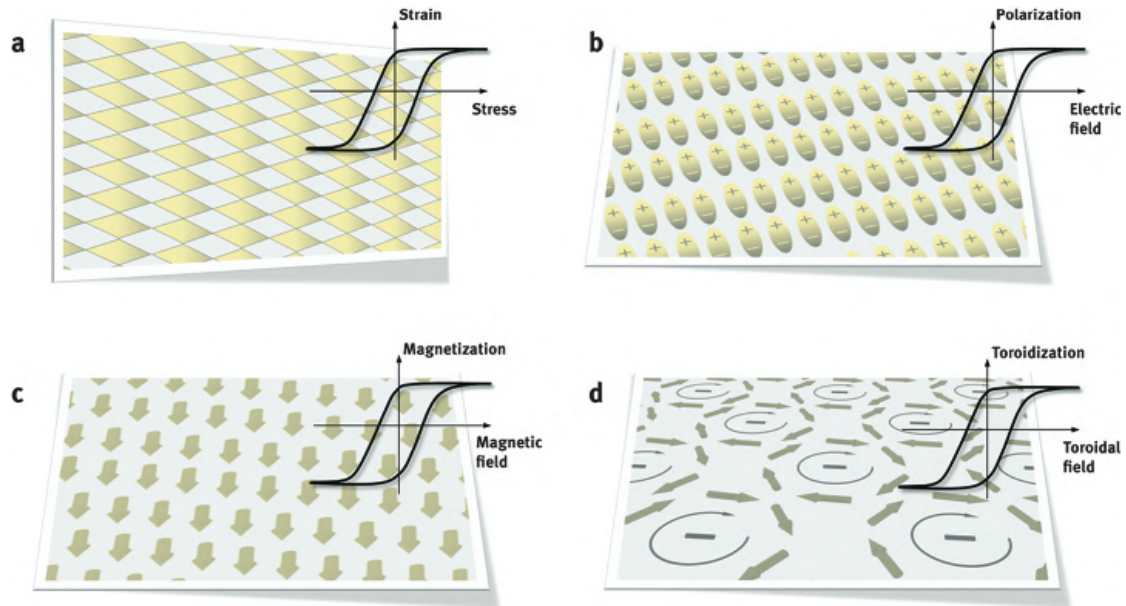 a
Strain
Stress
b
Polarization
Electric
field
c
Magnetization
Magnetic
field
d
Toroidization
Toroidal
field